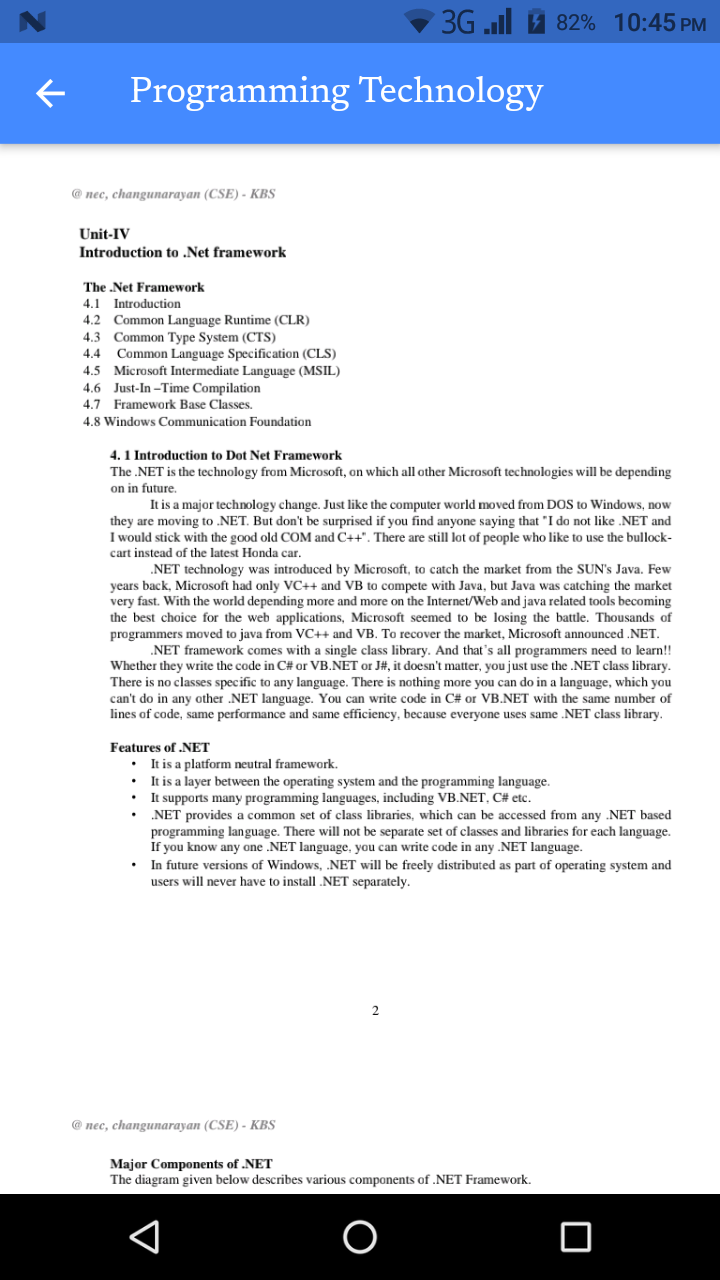 3G 82% 10:45 PM
Programming Technology
@ nec, changunarayan (CSE) - KBS
Unit-IV
Introduction to .Net framework
The .Net Framework
4.1 Introduction
4.2 Common Language Runtime (CLR)
4.3 Common Type System (CTS)
4.4 Common Language Specification (CLS)
4.5 Microsoft Intermediate Language (MSIL)
4.6 Just-In –Time Compilation
4.7 Framework Base Classes.
4.8 Windows Communication Foundation
4. 1 Introduction to Dot Net Framework
The .NET is the technology from Microsoft, on which all other Microsoft technologies will be depending
on in future.
It is a major technology change. Just like the computer world moved from DOS to Windows, now
they are moving to .NET. But don't be surprised if you find anyone saying that "I do not like .NET and
I would stick with the good old COM and C++". There are still lot of people who like to use the bullock-
cart instead of the latest Honda car.
.NET technology was introduced by Microsoft, to catch the market from the SUN's Java. Few
years back, Microsoft had only VC++ and VB to compete with Java, but Java was catching the market
very fast. With the world depending more and more on the Internet/Web and java related tools becoming
the best choice for the web applications, Microsoft seemed to be losing the battle. Thousands of
programmers moved to java from VC++ and VB. To recover the market, Microsoft announced .NET.
.NET framework comes with a single class library. And that's all programmers need to learn!!
Whether they write the code in C# or VB.NET or J#, it doesn't matter, you just use the .NET class library.
There is no classes specific to any language. There is nothing more you can do in a language, which you
can't do in any other .NET language. You can write code in C# or VB.NET with the same number of
lines of code, same performance and same efficiency, because everyone uses same .NET class library.
Features of .NET
• It is a platform neutral framework.
• It is a layer between the operating system and the programming language.
• It supports many programming languages, including VB.NET, C# etc.
• .NET provides a common set of class libraries, which can be accessed from any .NET based
programming language. There will not be separate set of classes and libraries for each language.
If you know any one .NET language, you can write code in any .NET language.
• In future versions of Windows, .NET will be freely distributed as part of operating system and
users will never have to install .NET separately.
2
@ nec, changunarayan (CSE) - KBS
Major Components of .NET
The diagram given below describes various components of .NET Framework.